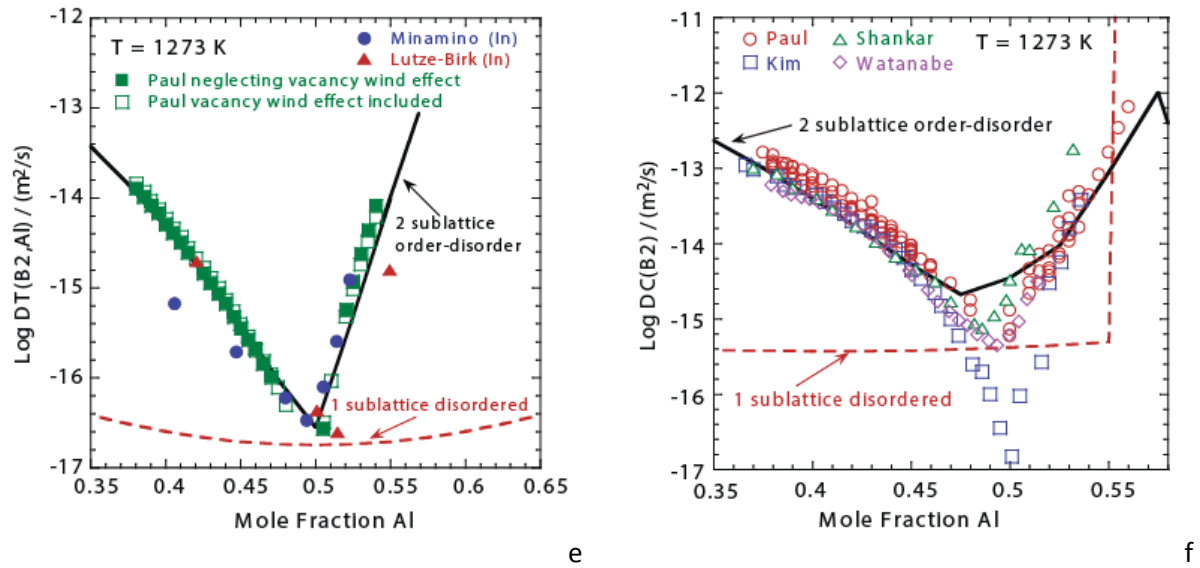 T = 1273 K
Minamino (In)
Lutze-Birk (In)
Paul neglecting vacancy wind effect
Paul vacancy wind effect included
2 sublattice
order-disorder
1 sublattice disordered
Log DT(B2,Al) / (m²/s)
-12
-13
-14
-15
-16
-17
0.35 0.40 0.45 0.5 0.55 0.60 0.65
Mole Fraction Al
e
Paul Shankar T = 1273 K
Kim Watanabe
2 sublattice order-disorder
1 sublattice disordered
Log DC(B2) / (m²/s)
-11
-12
-13
-14
-15
-16
-17
0.35 0.40 0.45 0.5 0.55
Mole Fraction Al
f